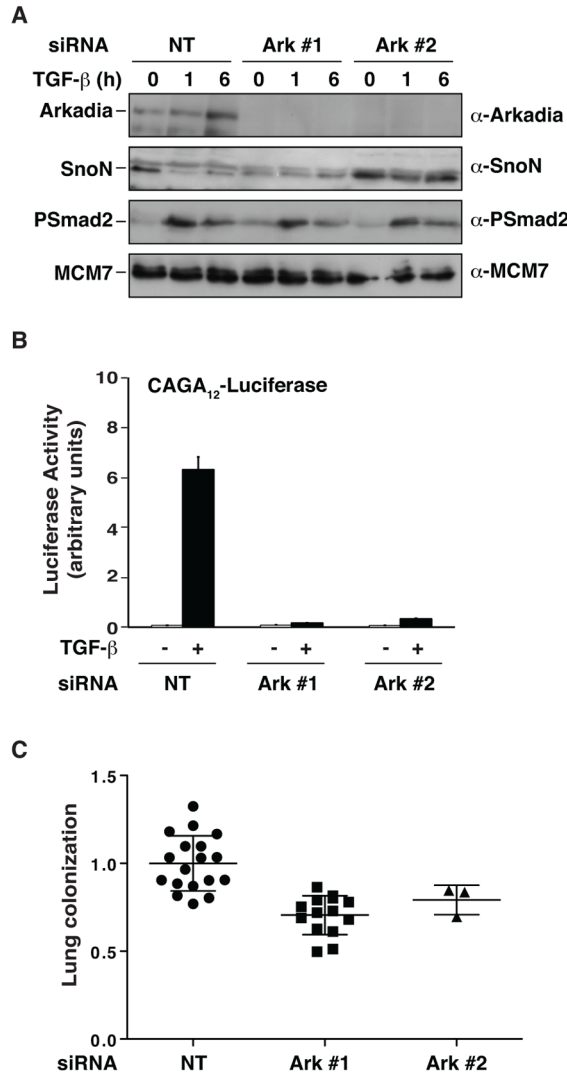 A
siRNA NT Ark #1 Ark #2
TGF-β (h) 0 1 6 0 1 6 0 1 6
Arkadia α-Arkadia
SnoN α-SnoN
PSmad2 α-PSmad2
MCM7 α-MCM7
B
CAGA12-Luciferase
Luciferase Activity
(arbitrary units)
10
8
6
4
2
0
TGF-β - + - + - +
siRNA NT Ark #1 Ark #2
C
Lung colonization
1.5
1.0
0.5
0.0
siRNA NT Ark #1 Ark #2